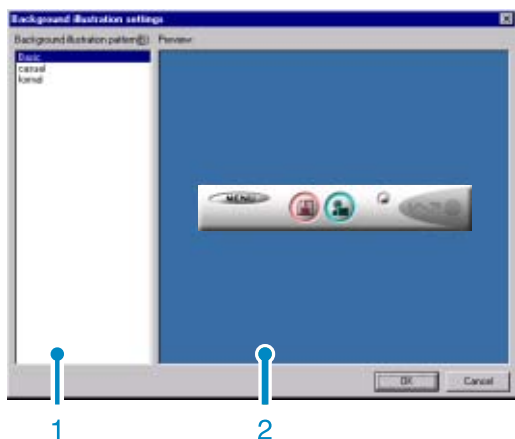 Background illustration settings
Background illustration pattern(P) Preview
Basic
casual
formal
MENU
OK Cancel
1 2